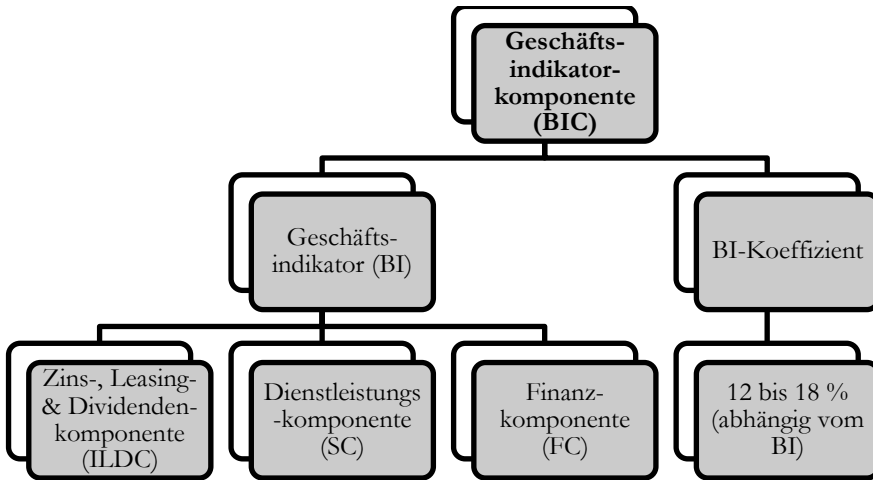 Geschäfts-
indikator-
komponente
(BIC)
Geschäfts-
indikator (BI)
BI-Koeffizient
Zins-, Leasing-
& Dividenden-
komponente
(ILDC)
Dienstleistungs
-komponente
(SC)
Finanz-
komponente
(FC)
12 bis 18 %
(abhängig vom
BI)